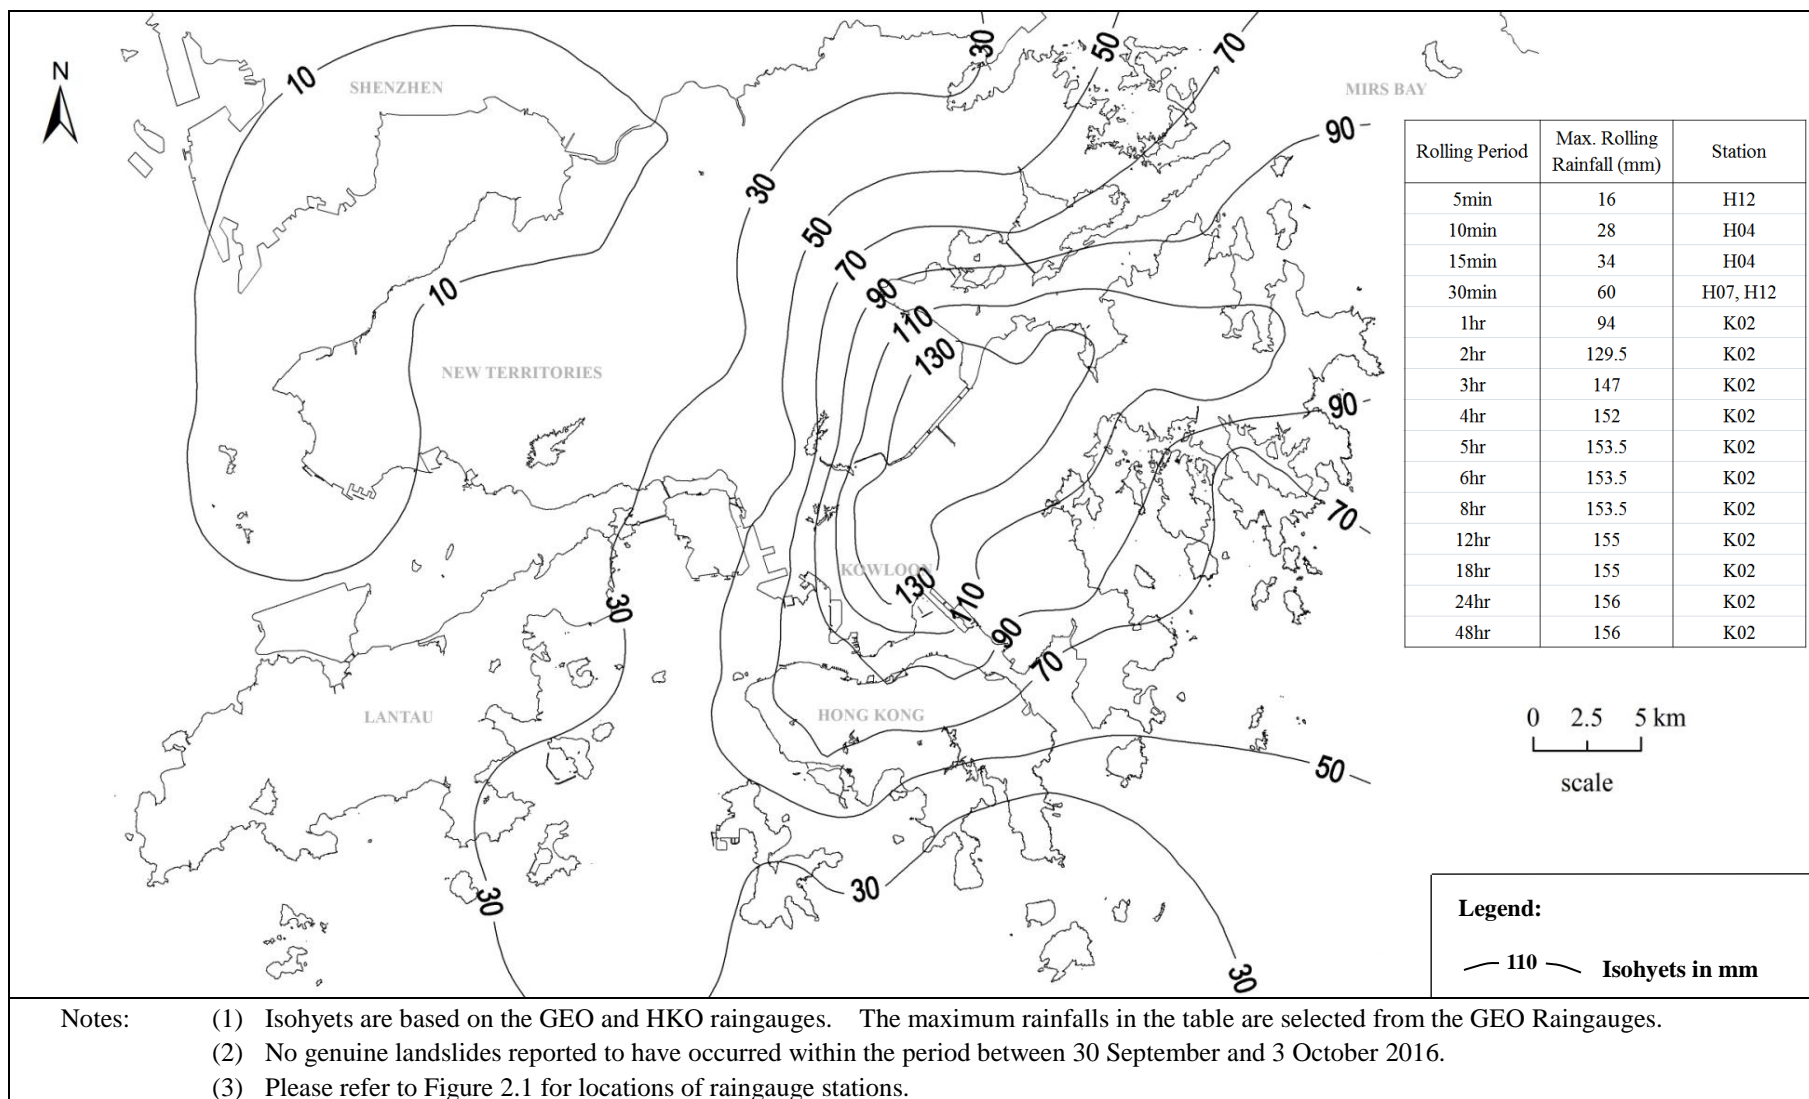 N
SHENZHEN
MIRS BAY
NEW TERRITORIES
KOWLOON
LANTAU
HONG KONG
10
10
30
30
30
30
30
30
30
50
50
50
70
70
70
70
90
90
90
90
110
110
130
130
Rolling Period Max. Rolling Rainfall (mm) Station
5min 16 H12
10min 28 H04
15min 34 H04
30min 60 H07, H12
1hr 94 K02
2hr 129.5 K02
3hr 147 K02
4hr 152 K02
5hr 153.5 K02
6hr 153.5 K02
8hr 153.5 K02
12hr 155 K02
18hr 155 K02
24hr 156 K02
48hr 156 K02
0 2.5 5 km
scale
Legend:
110 Isohyets in mm
Notes: (1) Isohyets are based on the GEO and HKO raingauges. The maximum rainfalls in the table are selected from the GEO Raingauges.
(2) No genuine landslides reported to have occurred within the period between 30 September and 3 October 2016.
(3) Please refer to Figure 2.1 for locations of raingauge stations.